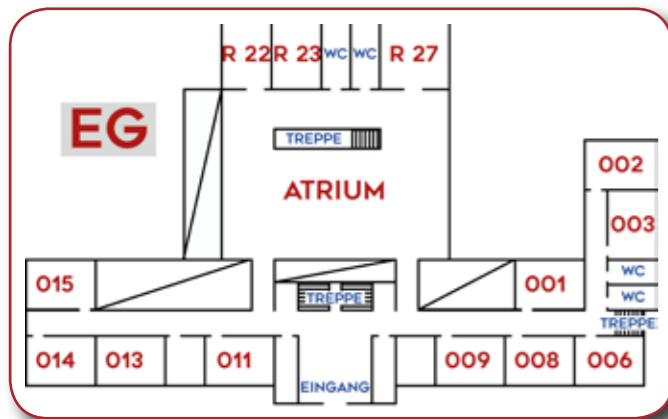 R 22 R 23 WC WC R 27
EG
TREPPE
ATRIUM
002
003
015
001
WC
WC
TREPPE
TREPPE
014 013 011 009 008 006
EINGANG